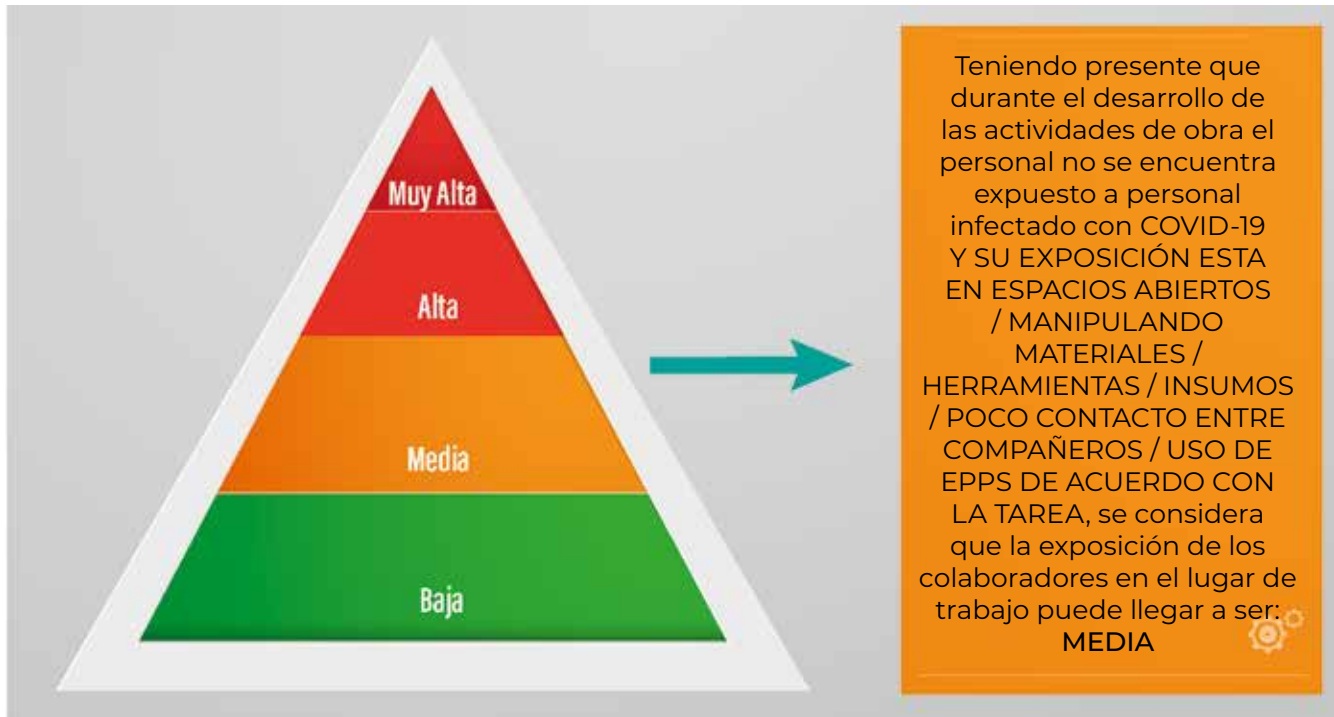 Muy Alta
Alta
Media
Baja
Teniendo presente que
durante el desarrollo de
las actividades de obra el
personal no se encuentra
expuesto a personal
infectado con COVID-19
Y SU EXPOSICIÓN ESTA
EN ESPACIOS ABIERTOS
/ MANIPULANDO
MATERIALES /
HERRAMIENTAS / INSUMOS
/ POCO CONTACTO ENTRE
COMPAÑEROS / USO DE
EPPS DE ACUERDO CON
LA TAREA, se considera
que la exposición de los
colaboradores en el lugar de
trabajo puede llegar a ser:
MEDIA